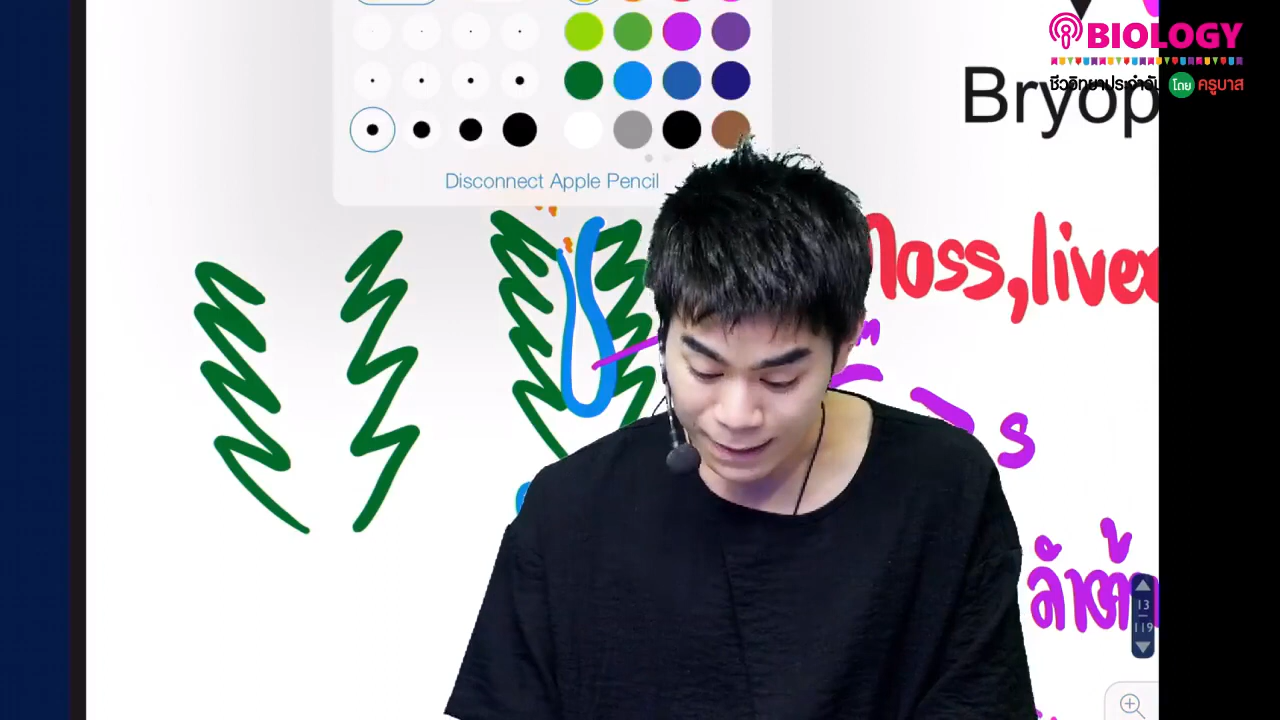 BIOLOGY
ชีววิทยาประจำวัน โดย ครูบาส
Bryop
Disconnect Apple Pencil
Moss, liver
ร
ลำต้น
13
119